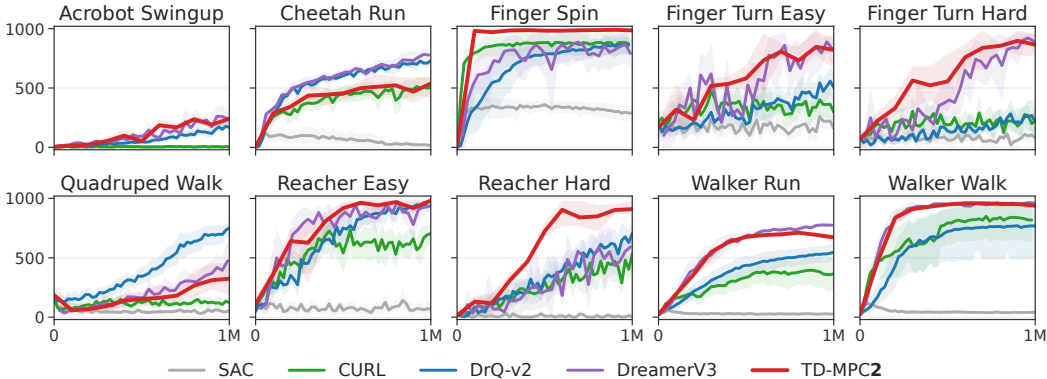 Acrobot Swingup Cheetah Run Finger Spin Finger Turn Easy Finger Turn Hard
1000
500
0
Quadruped Walk Reacher Easy Reacher Hard Walker Run Walker Walk
1000
500
0
0 1M 0 1M 0 1M 0 1M 0 1M
SAC CURL DrQ-v2 DreamerV3 TD-MPC2